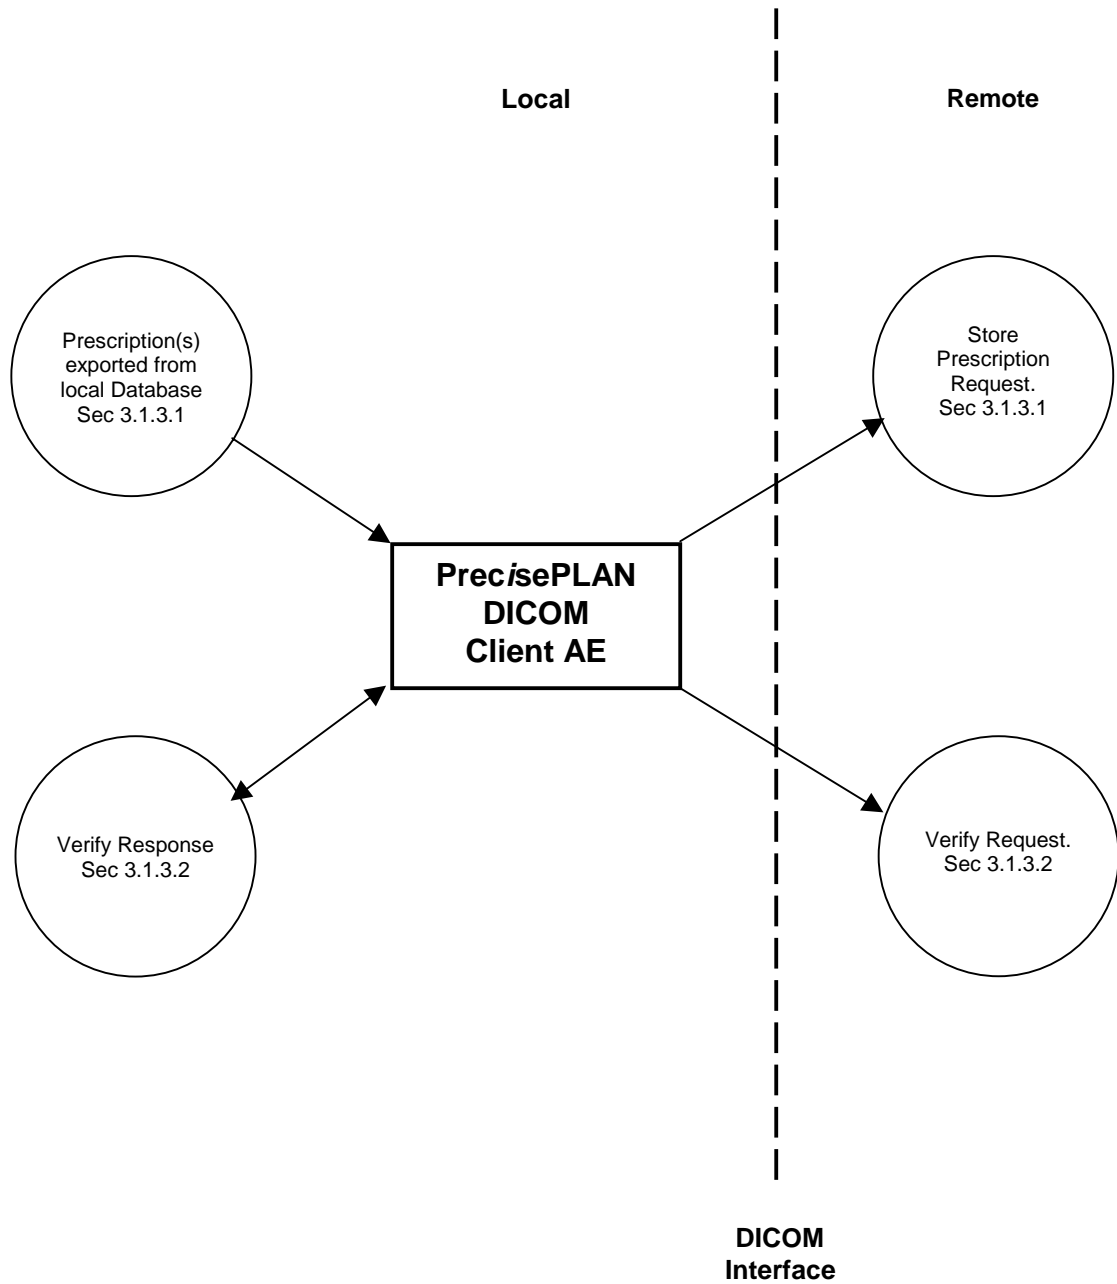 Local
Remote
Prescription(s)
exported from
local Database
Sec 3.1.3.1
Store
Prescription
Request.
Sec 3.1.3.1
PrecisePLAN
DICOM
Client AE
Verify Response
Sec 3.1.3.2
Verify Request.
Sec 3.1.3.2
DICOM
Interface